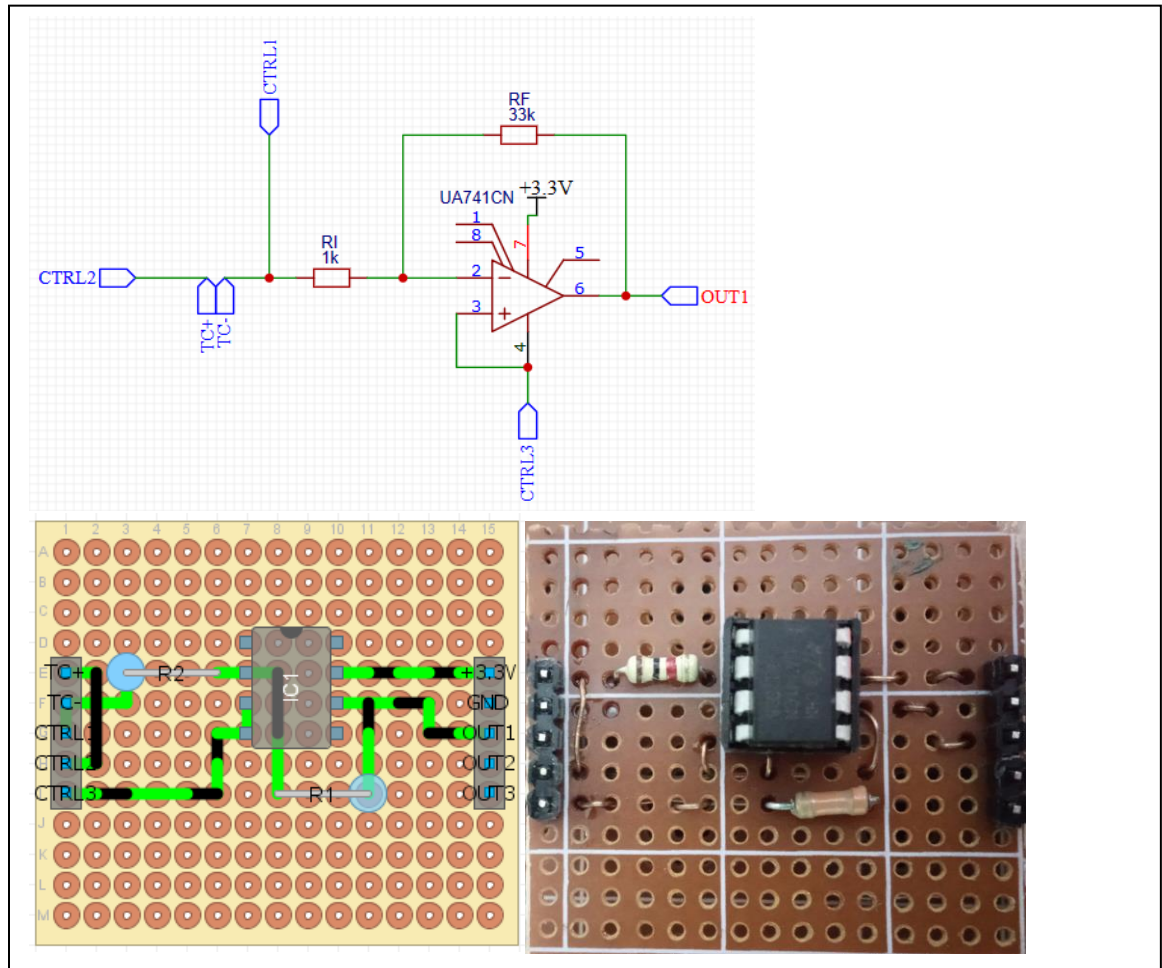 CTRL1
RF
33k
+3.3V
UA741CN
1
8
7
RI
1k
5
CTRL2
2
6
OUT1
3
TC+
TC-
4
CTRL3
1 2 3 4 5 6 7 8 9 10 11 12 13 14 15
A
B
C
D
E TC+ R2 IC1 +3.3V
F TC- GND
CTRL OUT1
CTRL OUT2
CTRL3 R1 OUT3
J
K
L
M